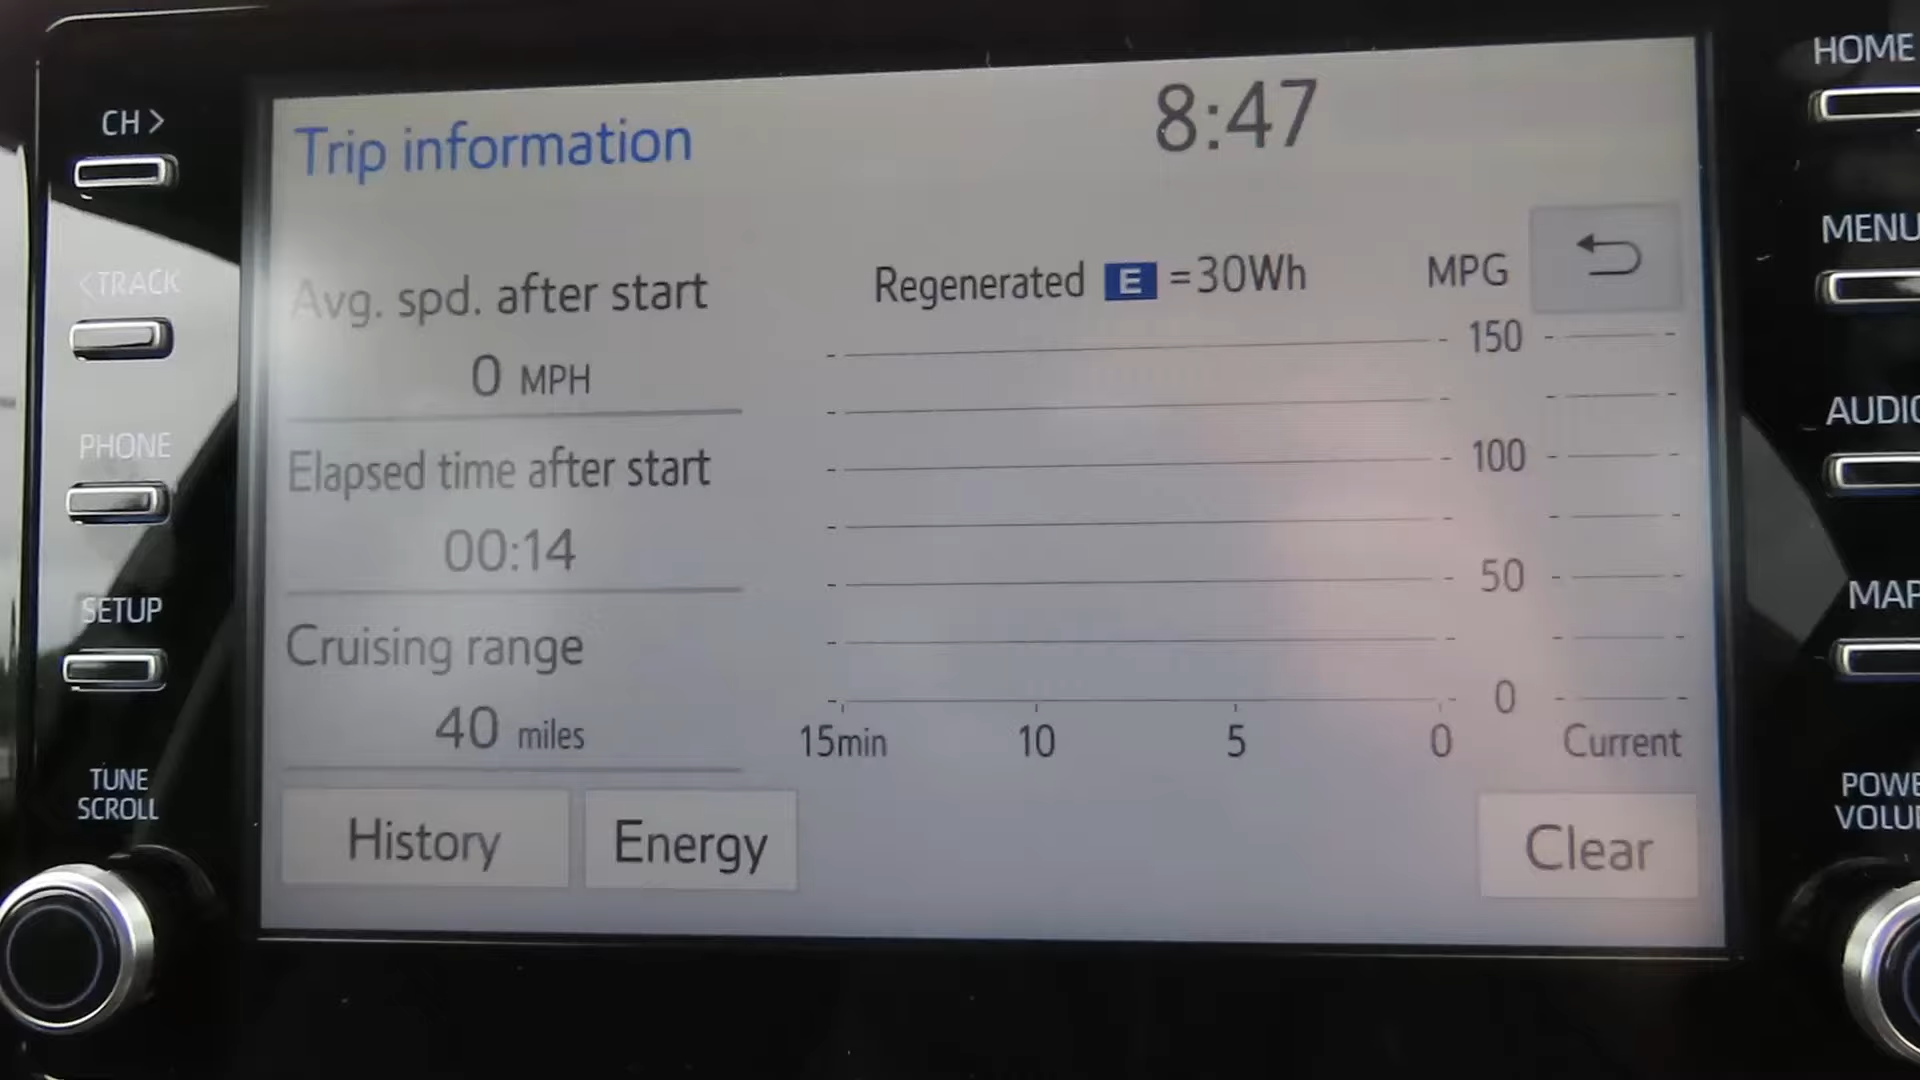 CH >
< TRACK
PHONE
SETUP
TUNE
SCROLL
Trip information
8:47
Avg. spd. after start
0 MPH
Elapsed time after start
00:14
Cruising range
40 miles
Regenerated E =30Wh
MPG
150
100
50
0
15min 10 5 0 Current
History
Energy
Clear
HOME
MENU
AUDIO
MAP